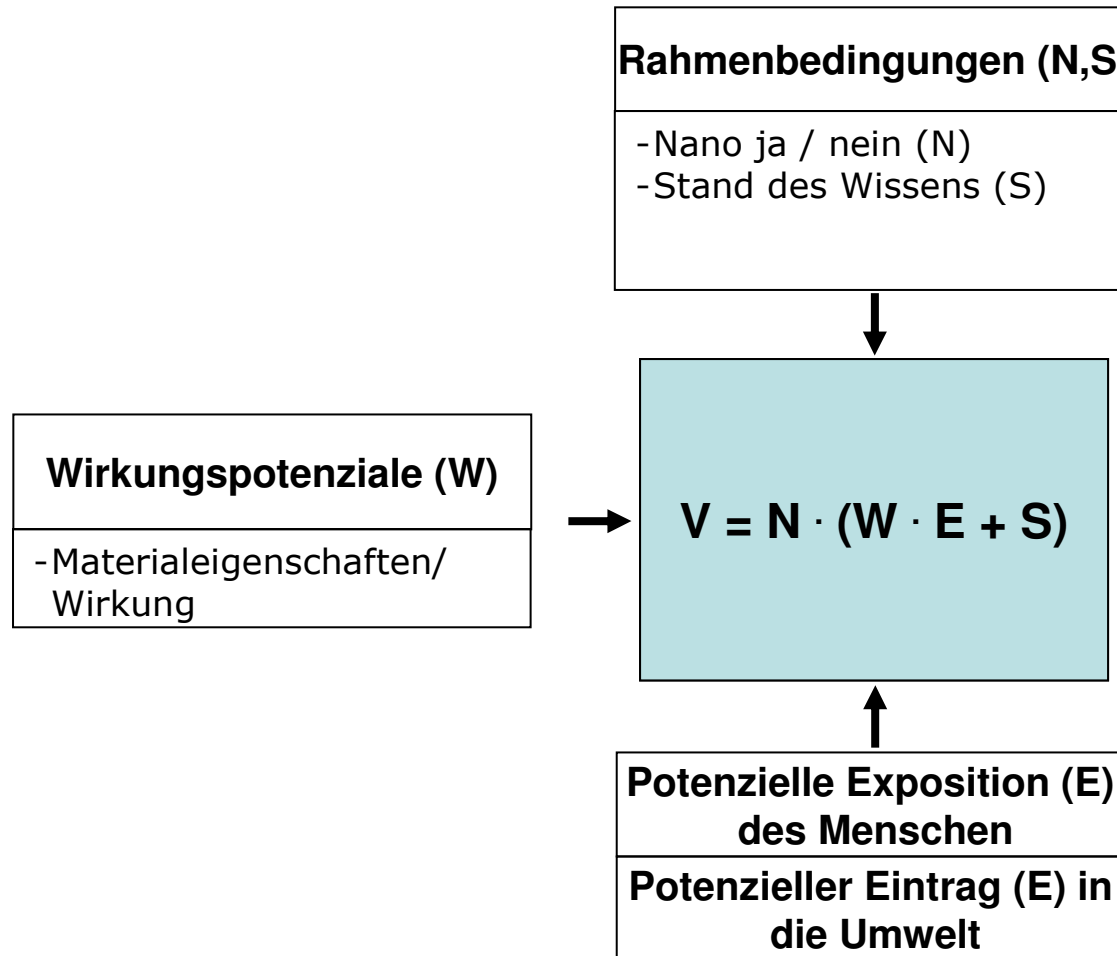 Rahmenbedingungen (N,S
-Nano ja / nein (N)
-Stand des Wissens (S)
Wirkungspotenziale (W)
-Materialeigenschaften/
Wirkung
V = N · (W · E + S)
Potenzielle Exposition (E)
des Menschen
Potenzieller Eintrag (E) in
die Umwelt